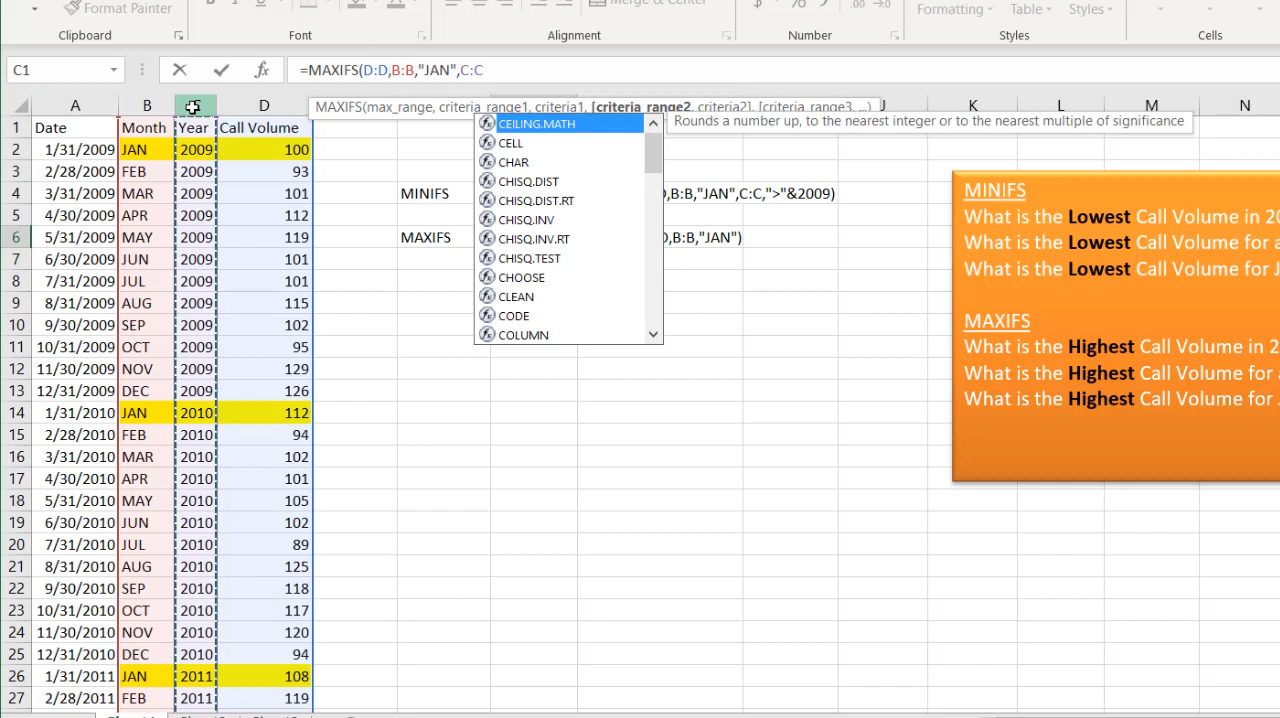 Format Painter
Merge & Center
$ %
.00 →0
Formatting Table Styles
Clipboard Font Alignment Number Styles Cells
C1 fx =MAXIFS(D:D,B:B,"JAN",C:C
MAXIFS(max_range, criteria_range1, criteria1, [criteria_range2, criteria2], [criteria_range3, ...)
A B C D J K L M N
CEILING.MATH Rounds a number up, to the nearest integer or to the nearest multiple of significance
CELL
CHAR
CHISQ.DIST
CHISQ.DIST.RT
CHISQ.INV
CHISQ.INV.RT
CHISQ.TEST
CHOOSE
CLEAN
CODE
COLUMN
1 Date Month Year Call Volume
2 1/31/2009 JAN 2009 100
3 2/28/2009 FEB 2009 93
4 3/31/2009 MAR 2009 101 MINIFS D,B:B,"JAN",C:C,">"&2009)
5 4/30/2009 APR 2009 112
6 5/31/2009 MAY 2009 119 MAXIFS D,B:B,"JAN")
7 6/30/2009 JUN 2009 101
8 7/31/2009 JUL 2009 101
9 8/31/2009 AUG 2009 115
10 9/30/2009 SEP 2009 102
11 10/31/2009 OCT 2009 95
12 11/30/2009 NOV 2009 129
13 12/31/2009 DEC 2009 126
14 1/31/2010 JAN 2010 112
15 2/28/2010 FEB 2010 94
16 3/31/2010 MAR 2010 102
17 4/30/2010 APR 2010 101
18 5/31/2010 MAY 2010 105
19 6/30/2010 JUN 2010 102
20 7/31/2010 JUL 2010 89
21 8/31/2010 AUG 2010 125
22 9/30/2010 SEP 2010 118
23 10/31/2010 OCT 2010 117
24 11/30/2010 NOV 2010 120
25 12/31/2010 DEC 2010 94
26 1/31/2011 JAN 2011 108
27 2/28/2011 FEB 2011 119
MINIFS
What is the Lowest Call Volume in 20
What is the Lowest Call Volume for a
What is the Lowest Call Volume for J
MAXIFS
What is the Highest Call Volume in 2
What is the Highest Call Volume for a
What is the Highest Call Volume for J